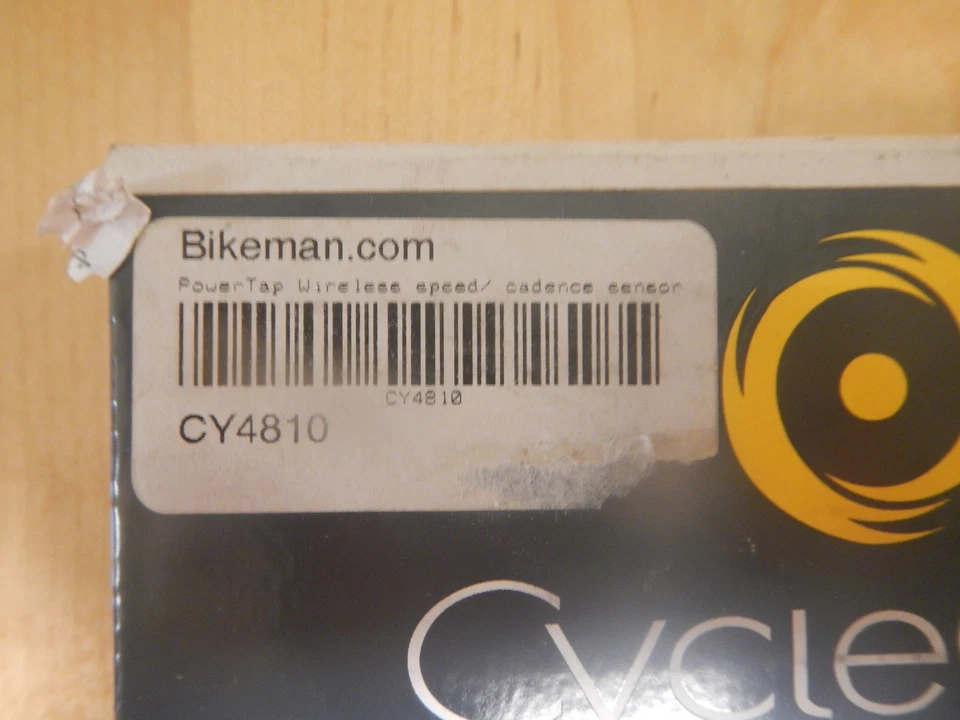 Bikeman.com
PowerTap Wireless speed/ cadence sensor
CY4810
CY4810
Cycle